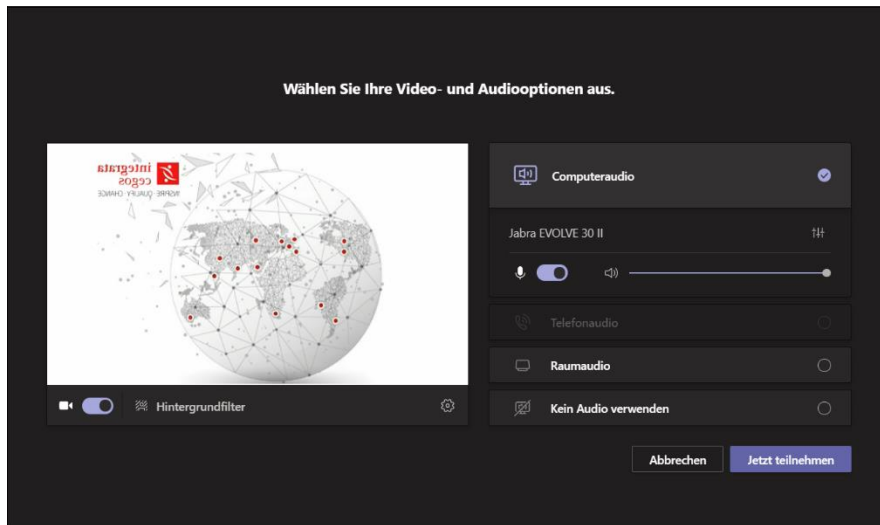 Wählen Sie Ihre Video- und Audiooptionen aus.
integrata
cegos
INSPIRE QUALIFY CHANGE
Computeraudio
Jabra EVOLVE 30 II
Telefonaudio
Raumaudio
Hintergrundfilter
Kein Audio verwenden
Abbrechen
Jetzt teilnehmen